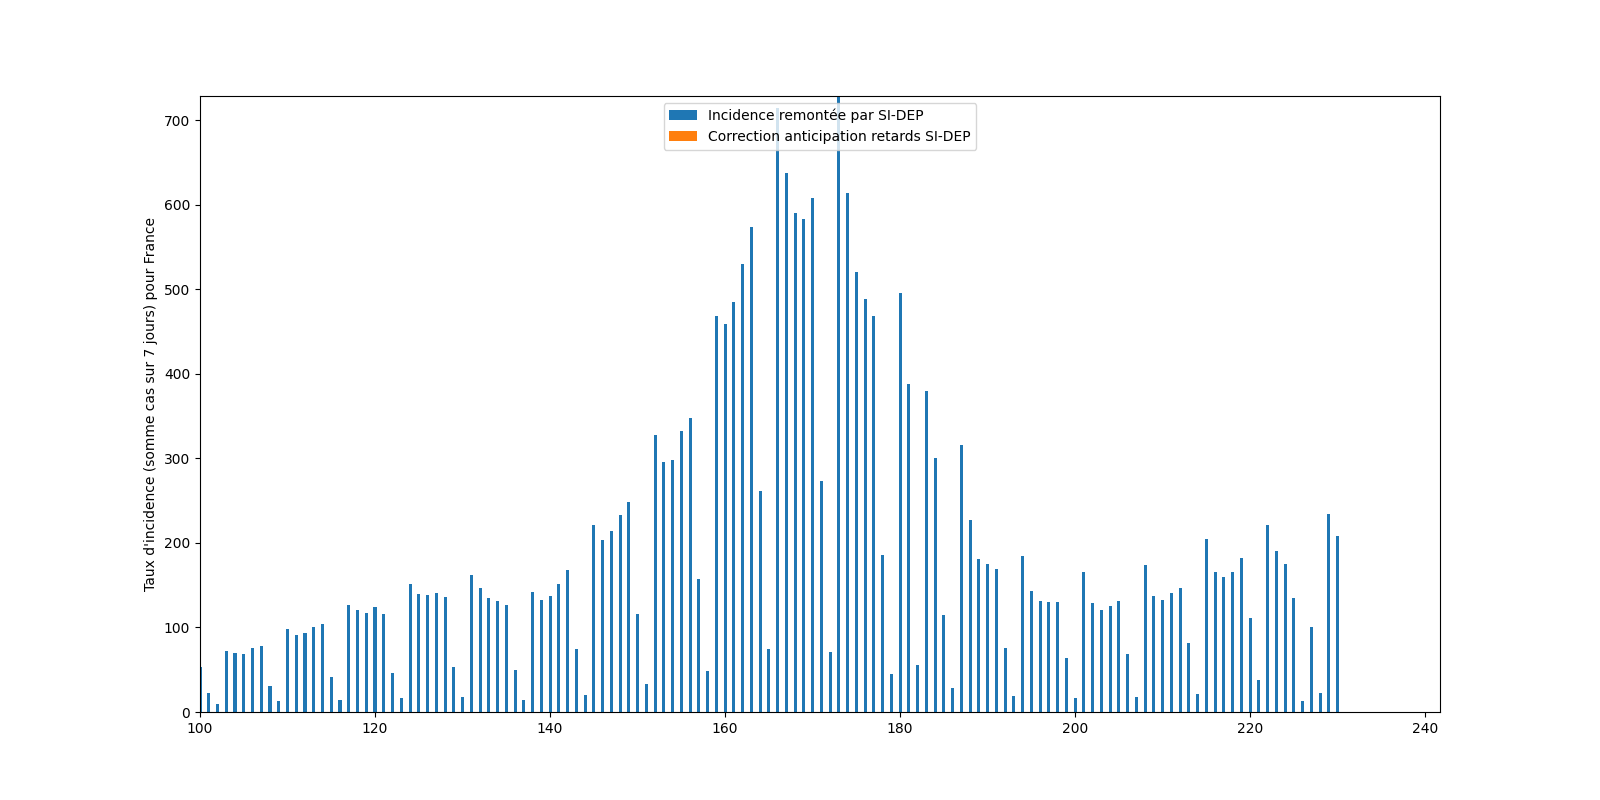 Incidence remontée par SI-DEP
Correction anticipation retards SI-DEP
Taux d'incidence (somme cas sur 7 jours) pour France
700
600
500
400
300
200
100
0
100 120 140 160 180 200 220 240